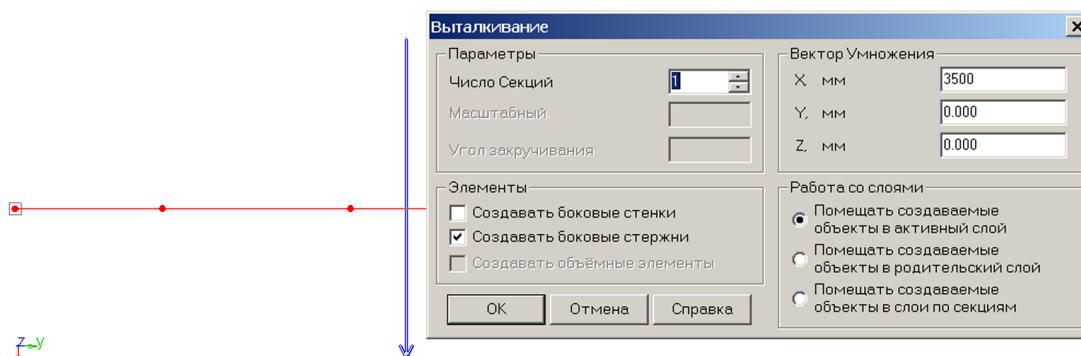 Выталкивание
Параметры
Число Секций
1
Масштабный
Угол закручивания
Вектор Умножения
X, мм
3500
Y, мм
0.000
Z, мм
0.000
Элементы
Создавать боковые стенки
Создавать боковые стержни
Создавать объёмные элементы
Работа со слоями
Помещать создаваемые
объекты в активный слой
Помещать создаваемые
объекты в родительский слой
Помещать создаваемые
объекты в слои по секциям
OK
Отмена
Справка
Z
Y